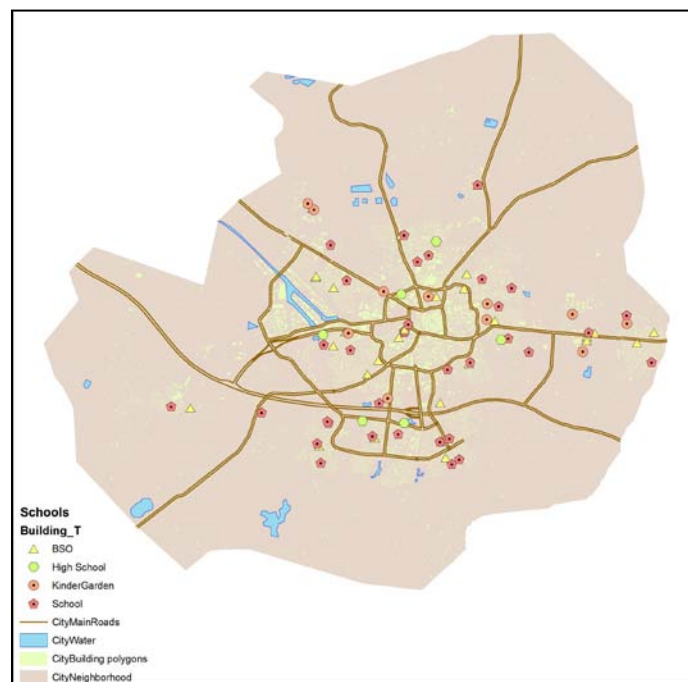 Schools
Building_T
BSO
High School
KinderGarden
School
CityMainRoads
CityWater
CityBuilding polygons
CityNeighborhood